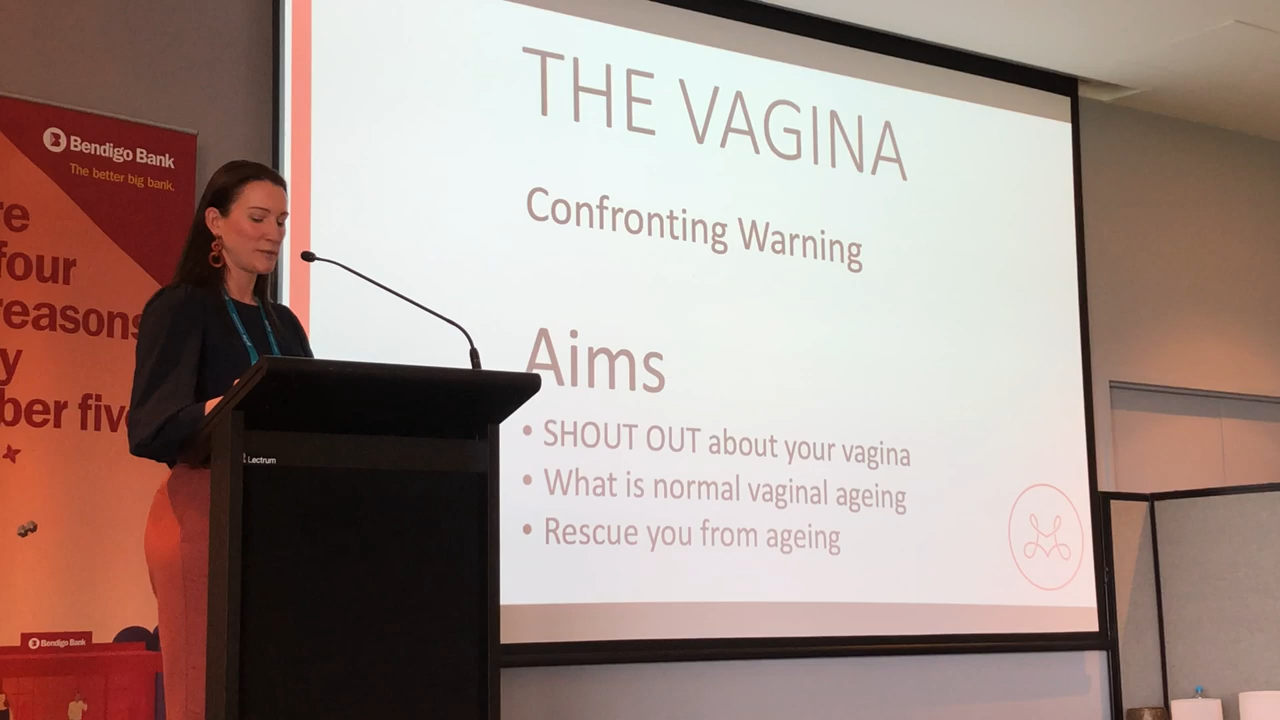 Bendigo Bank
The better big bank.
re
four
reasons
y
ber five
Bendigo Bank
Lectrum
THE VAGINA
Confronting Warning
Aims
• SHOUT OUT about your vagina
• What is normal vaginal ageing
• Rescue you from ageing